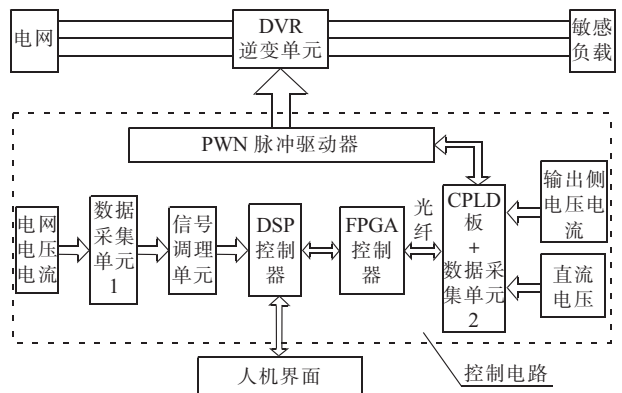 电网
DVR
逆变单元
敏感
负载
PWN 脉冲驱动器
电网
电压
电流
数据
采集
单元
1
信号
调理
单元
DSP
控制
器
FPGA
控制
器
光
纤
CPLD
板
+
数据采
集单元
2
输出侧
电压电
流
直流
电压
人机界面
控制电路